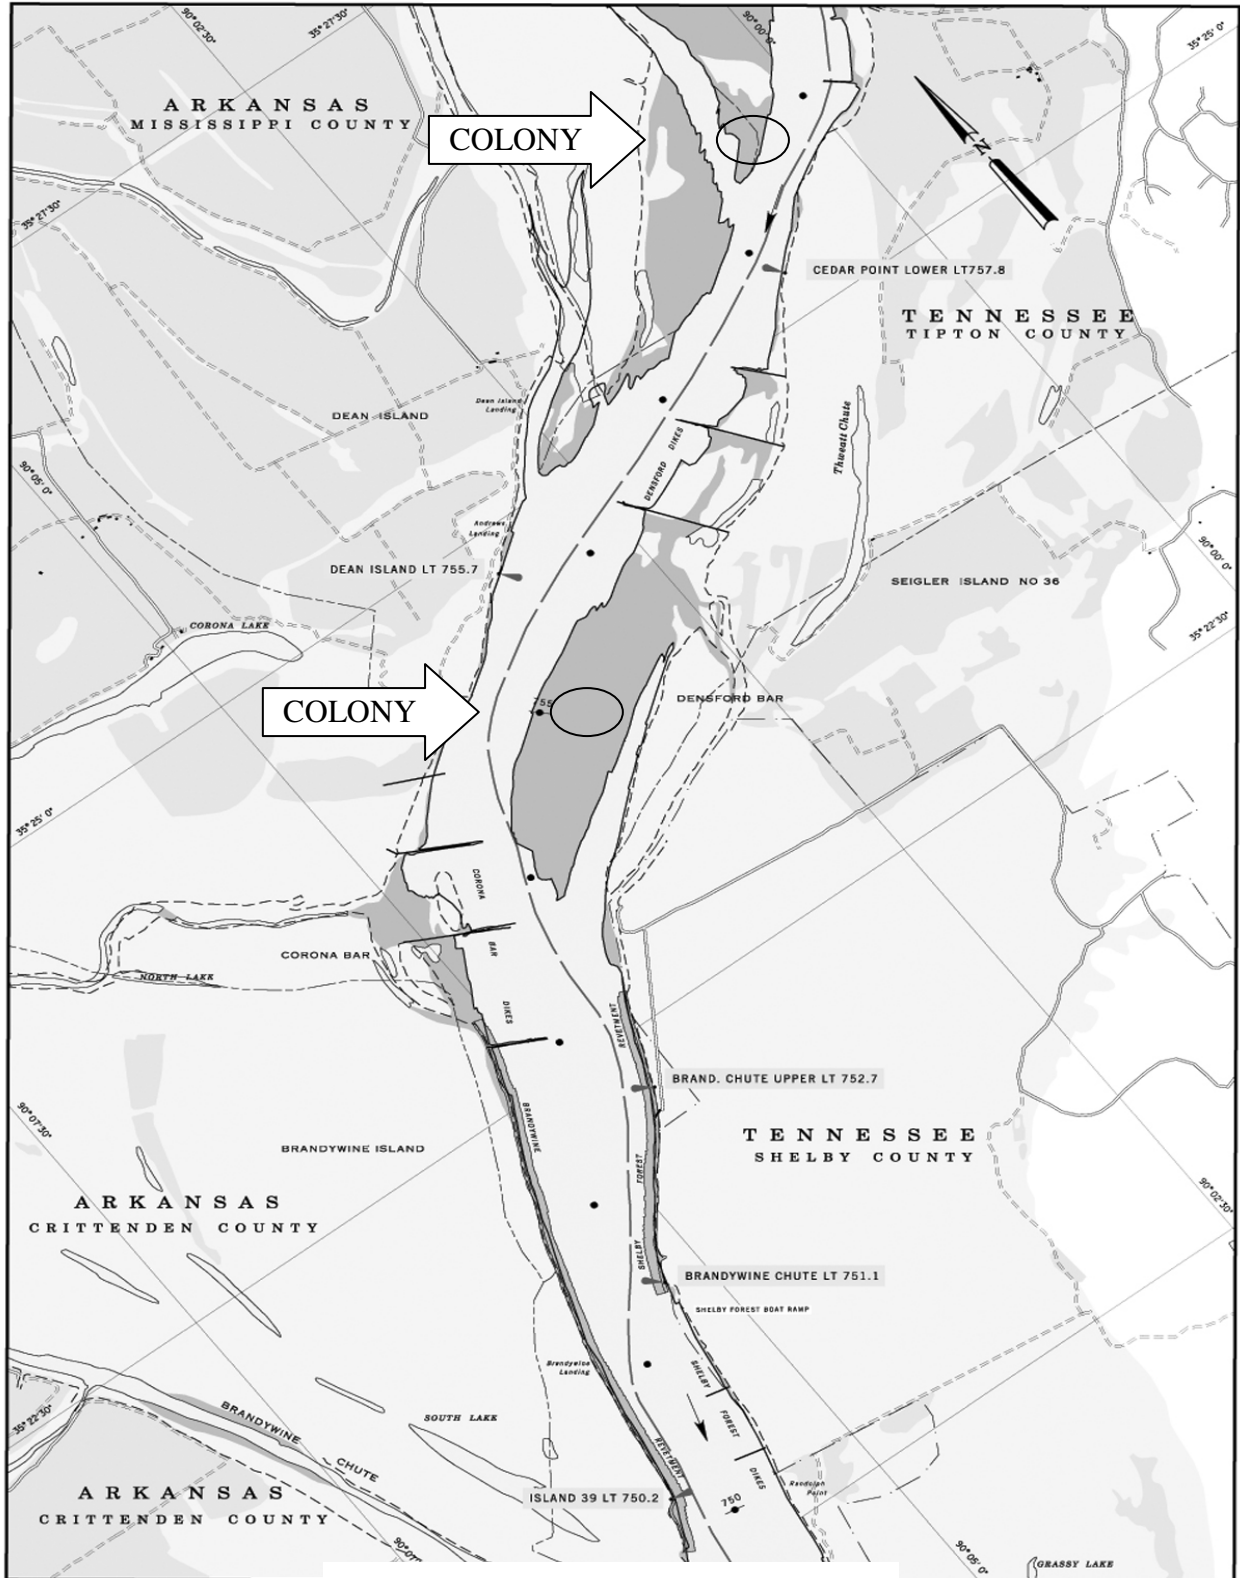 90° 02' 30"
35° 27' 30"
90° 00' 0"
35° 25' 0"
ARKANSAS
MISSISSIPPI COUNTY
COLONY
N
35° 27' 30"
CEDAR POINT LOWER LT757.8
TENNESSEE
TIPTON COUNTY
Dean Island
Landing
DEAN ISLAND
DENSFORD DIKES
Thweatt Chute
90° 05' 0"
Andrews
Landing
90° 00' 0"
DEAN ISLAND LT 755.7
SEIGLER ISLAND NO 36
CORONA LAKE
35° 22' 30"
DENSFORD BAR
755
COLONY
35° 25' 0"
CORONA
BAR
DIKES
CORONA BAR
NORTH LAKE
REVETMENT
BRAND. CHUTE UPPER LT 752.7
90° 07' 30"
BRANDYWINE
BRANDYWINE ISLAND
TENNESSEE
SHELBY COUNTY
FOREST
ARKANSAS
CRITTENDEN COUNTY
90° 02' 30"
SHELBY
BRANDYWINE CHUTE LT 751.1
SHELBY FOREST BOAT RAMP
Brandywine
Landing
SHELBY
FOREST
DIKES
35° 22' 30"
BRANDYWINE
CHUTE
SOUTH LAKE
REVETMENT
Randolph
Point
ARKANSAS
CRITTENDEN COUNTY
ISLAND 39 LT 750.2
750
90° 05' 0"
GRASSY LAKE